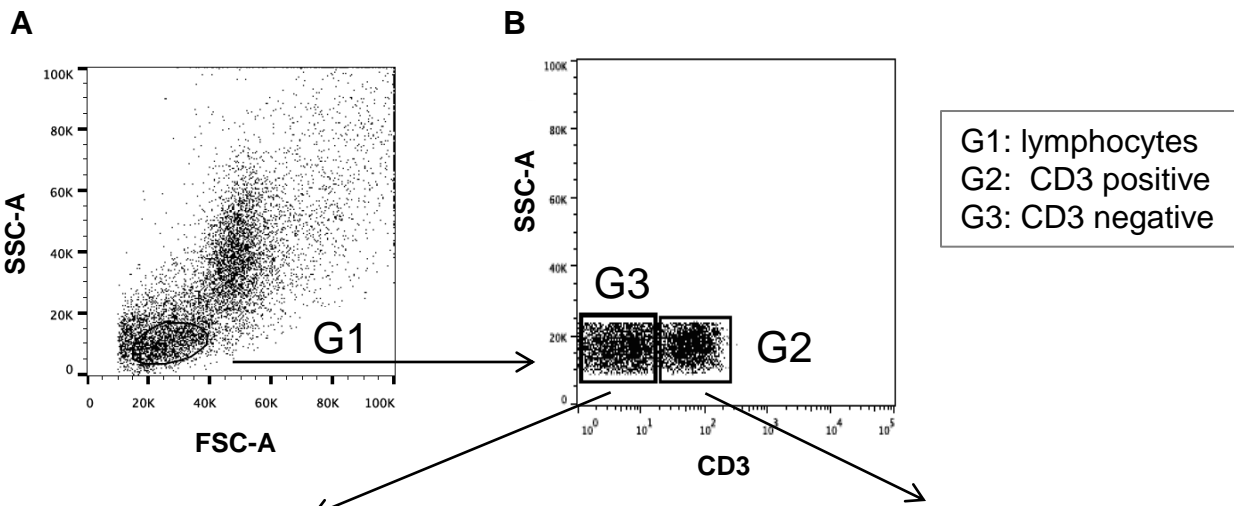 A
B
100K
80K
60K
40K
20K
0
SSC-A
G1
0 20K 40K 60K 80K 100K
FSC-A
100K
80K
60K
40K
20K
0
SSC-A
G3
G2
10^0 10^1 10^2 10^3 10^4 10^5
CD3
G1: lymphocytes
G2: CD3 positive
G3: CD3 negative